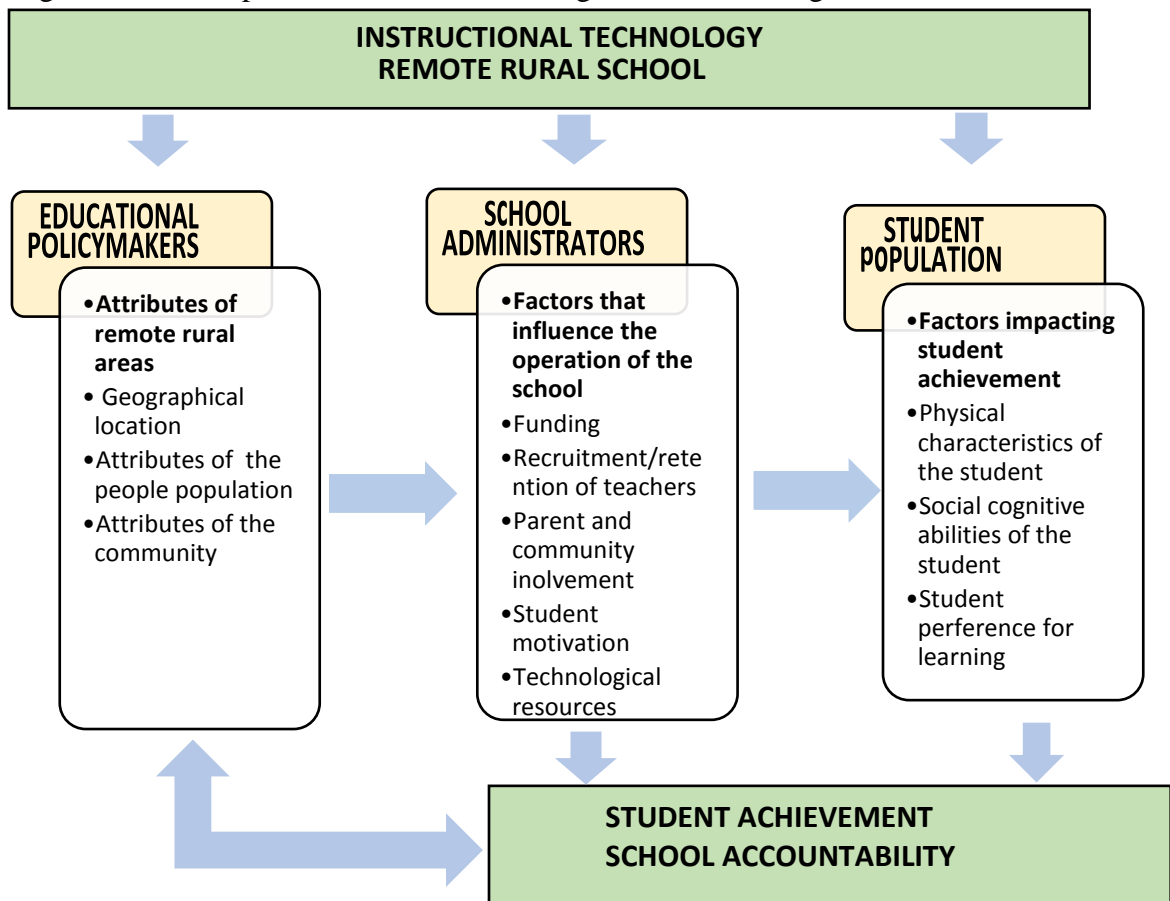 INSTRUCTIONAL TECHNOLOGY
REMOTE RURAL SCHOOL
EDUCATIONAL
POLICYMAKERS
•Attributes of
remote rural
areas
• Geographical
location
•Attributes of the
people population
•Attributes of the
community
SCHOOL
ADMINISTRATORS
•Factors that
influence the
operation of the
school
•Funding
•Recruitment/rete
ntion of teachers
•Parent and
community
inolvement
•Student
motivation
•Technological
resources
STUDENT
pOPULATION
•Factors impacting
student
achievement
•Physical
characteristics of
the student
•Social cognitive
abilities of the
student
•Student
perference for
learning
STUDENT ACHIEVEMENT
SCHOOL ACCOUNTABILITY